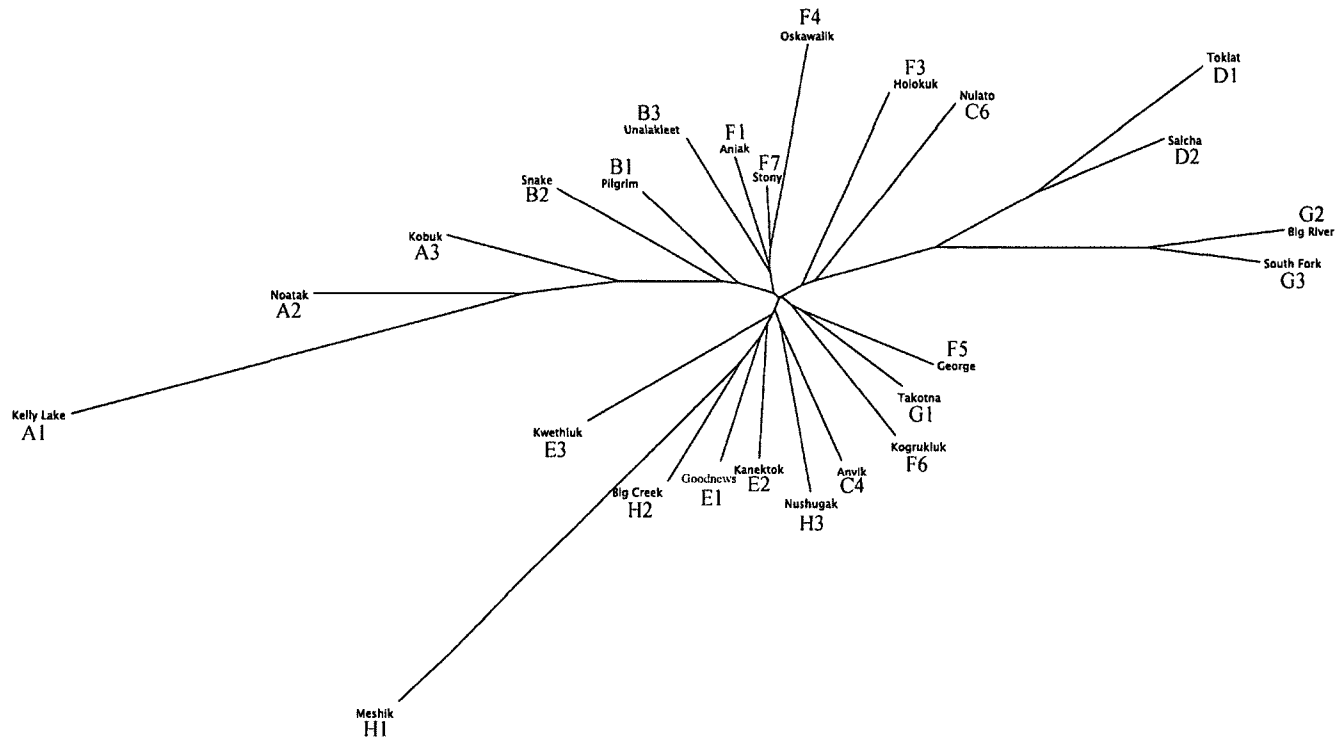 F4
Oskawalik
F3
Holokuk
Nulato
C6
Toklat
D1
B3
Unalakleet
F1
Aniak
F7
Stony
Salcha
D2
B1
Pilgrim
Snake
B2
G2
Big River
Kobuk
A3
South Fork
G3
Noatak
A2
F5
George
Takotna
G1
Kelly Lake
A1
Kwethluk
E3
Kogrukluk
F6
Big Creek
H2
Goodnews
E1
Kanektok
E2
Anvik
C4
Nushugak
H3
Meshik
H1